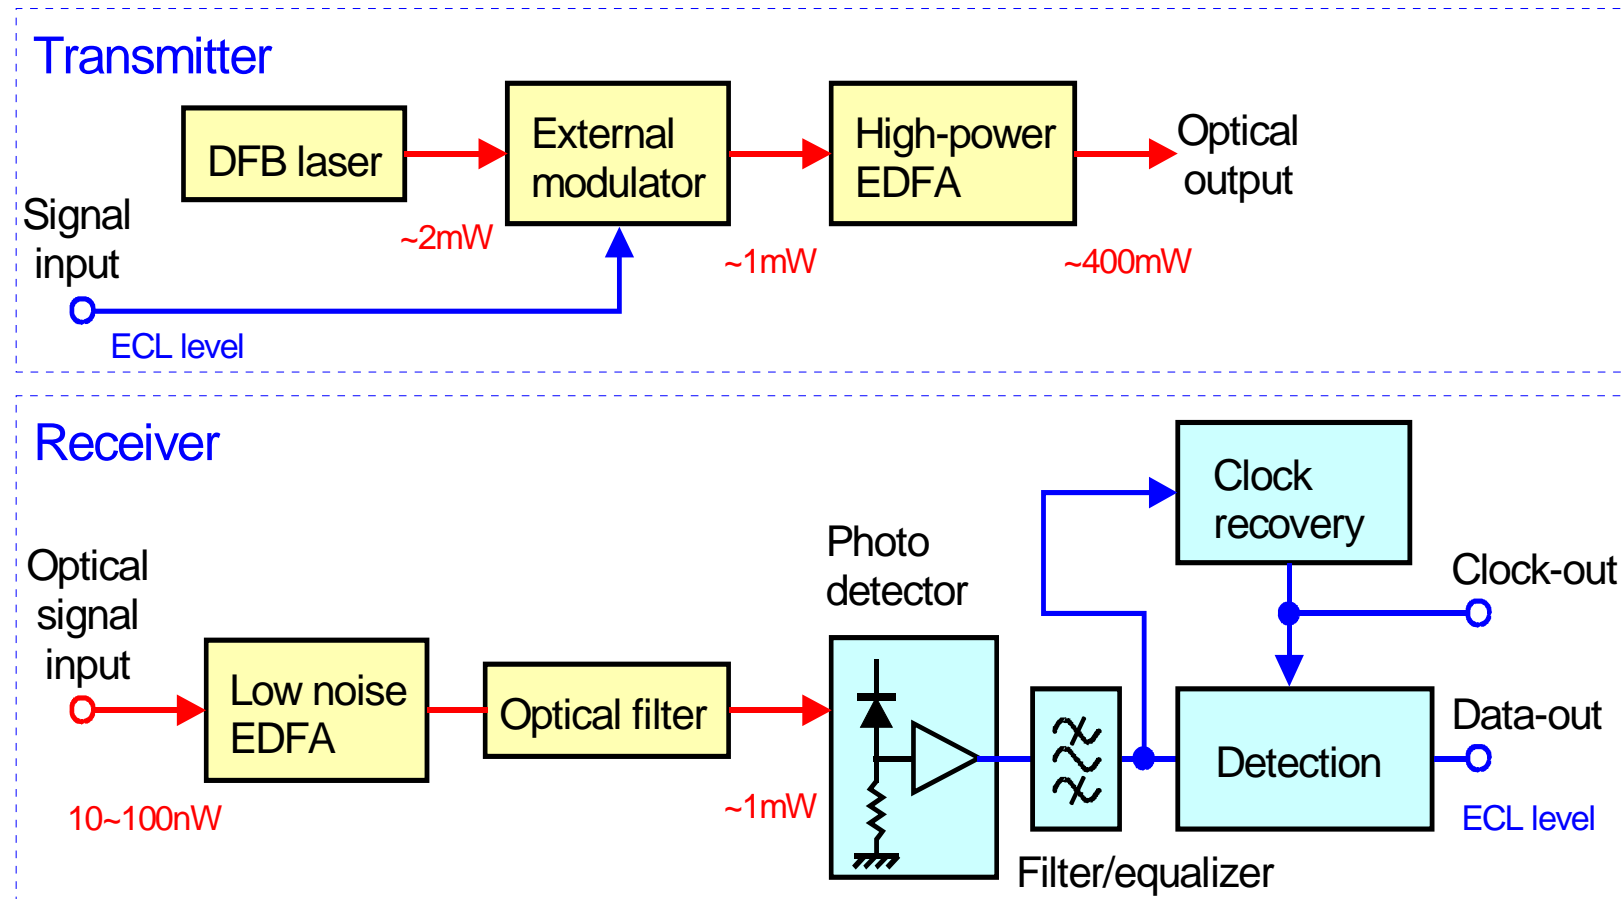 Transmitter
DFB laser
External
modulator
High-power
EDFA
Optical
output
Signal
input
~2mW
~1mW
~400mW
ECL level
Receiver
Clock
recovery
Photo
detector
Optical
signal
input
Clock-out
Low noise
EDFA
Optical filter
Detection
Data-out
10~100nW
~1mW
ECL level
Filter/equalizer